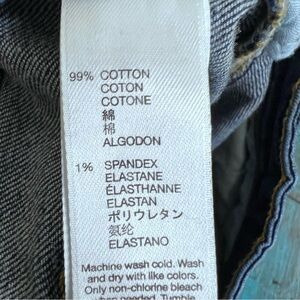 99% COTTON
COTON
COTONE
綿
棉
ALGODON
1% SPANDEX
ELASTANE
ÉLASTHANNE
ELASTAN
ポリウレタン
氨纶
ELASTANO
Machine wash cold. Wash
and dry with like colors.
Only non-chlorine bleach
when needed. Tumble